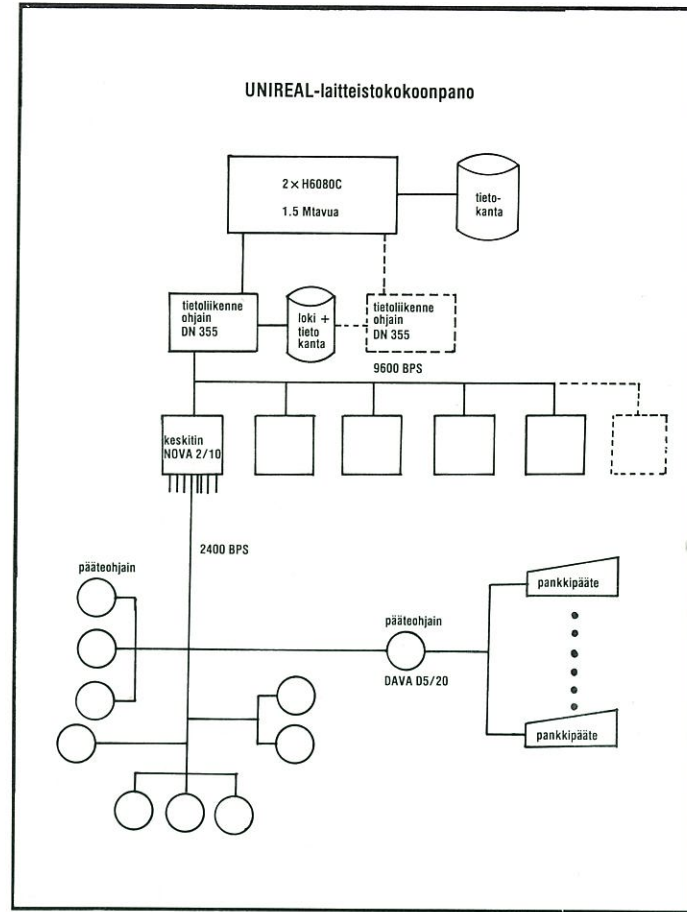 UNIREAL-laitteistokokoonpano
2 × H6080C
1.5 Mtavua
tieto-
kanta
tietoliikenne
ohjain
DN 355
loki +
tieto
kanta
tietoliikenne
ohjain
DN 355
9600 BPS
keskitin
NOVA 2/10
2400 BPS
pääteohjain
pankkipääte
pääteohjain
DAVA D5/20
pankkipääte